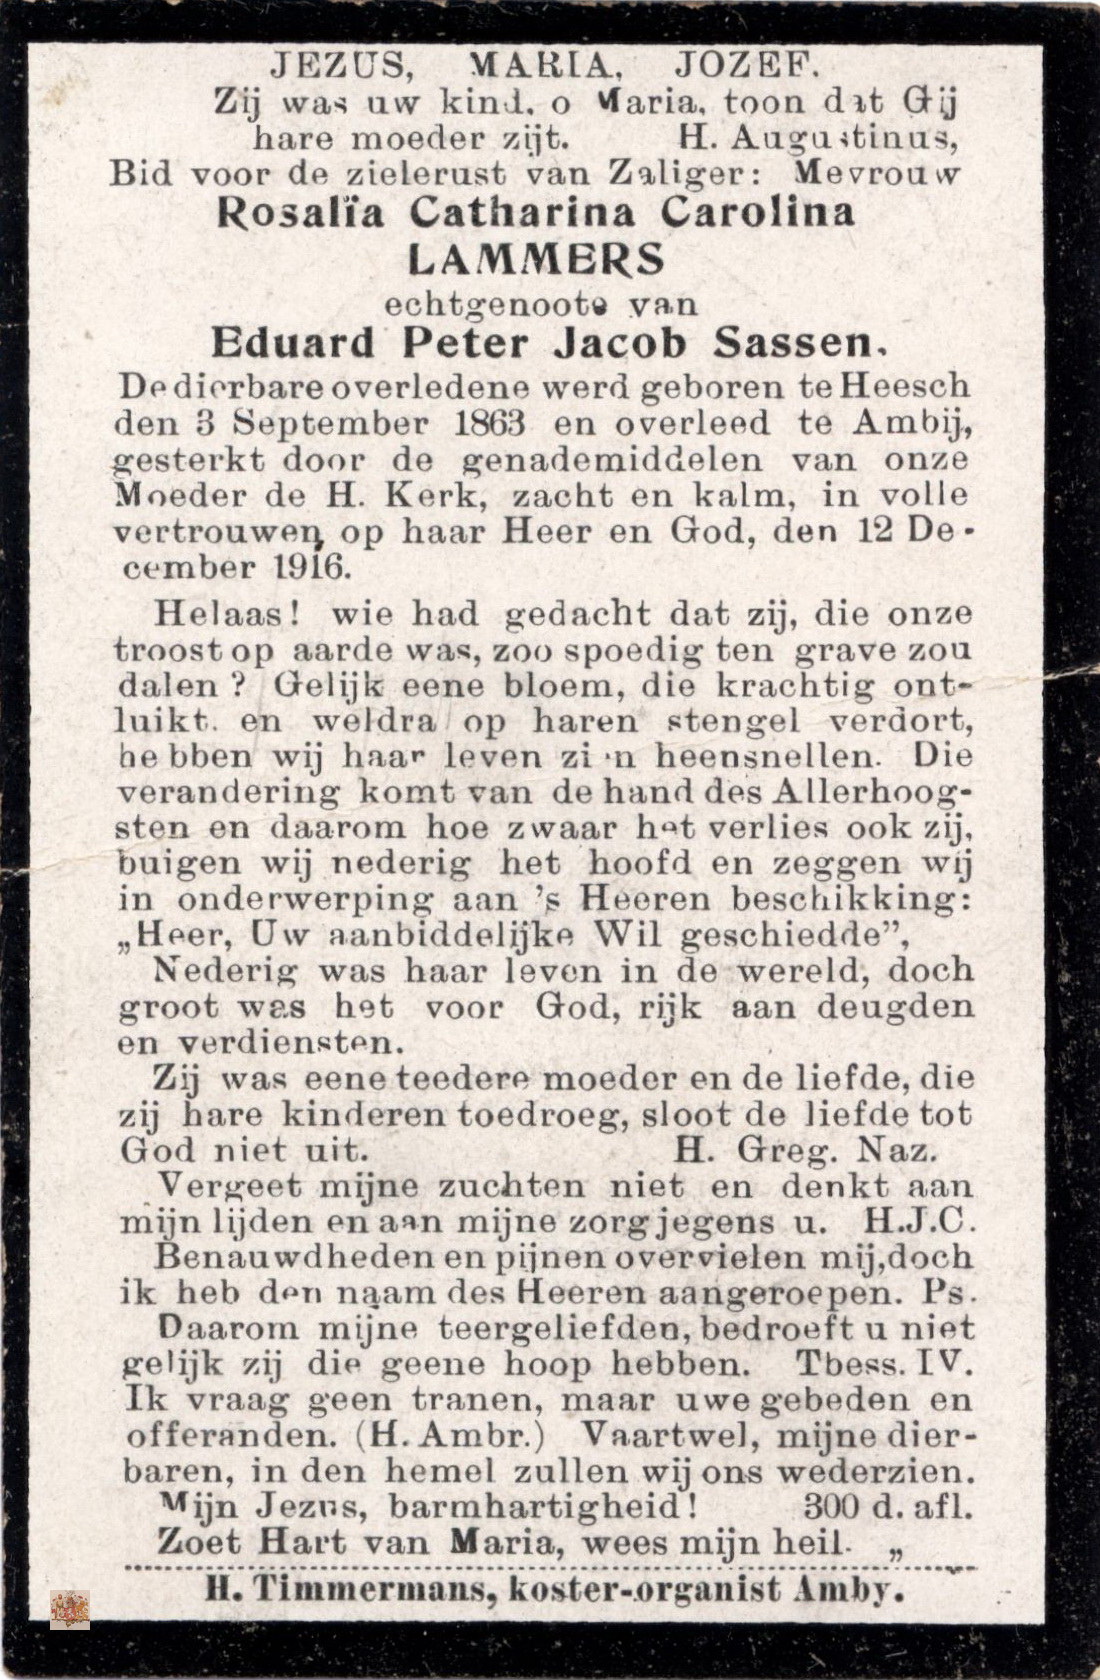 JEZUS, MARIA, JOZEF.
Zij was uw kind, o Maria, toon dat Gij
hare moeder zijt. H. Augustinus,
Bid voor de zielerust van Zaliger: Mevrouw
Rosalïa Catharina Carolina
LAMMERS
echtgenoote van
Eduard Peter Jacob Sassen.
De dierbare overledene werd geboren te Heesch
den 3 September 1863 en overleed te Ambij,
gesterkt door de genademiddelen van onze
Moeder de H. Kerk, zacht en kalm, in volle
vertrouwen, op haar Heer en God, den 12 De-
cember 1916.
Helaas! wie had gedacht dat zij, die onze
troost op aarde was, zoo spoedig ten grave zou
dalen? Gelijk eene bloem, die krachtig ont-
luikt. en weldra op haren stengel verdort,
hebben wij haar leven zien heensnellen. Die
verandering komt van de hand des Allerhoog-
sten en daarom hoe zwaar het verlies ook zij,
buigen wij nederig het hoofd en zeggen wij
in onderwerping aan 's Heeren beschikking:
„Heer, Uw aanbiddelijke Wil geschiedde”,
Nederig was haar leven in de wereld, doch
groot was het voor God, rijk aan deugden
en verdiensten.
Zij was eene teedere moeder en de liefde, die
zij hare kinderen toedroeg, sloot de liefde tot
God niet uit. H. Greg. Naz.
Vergeet mijne zuchten niet en denkt aan
mijn lijden en aan mijne zorg jegens u. H.J.C.
Benauwdheden en pijnen overvielen mij, doch
ik heb den naam des Heeren aangeroepen. Ps.
Daarom mijne teergeliefden, bedroeft u niet
gelijk zij die geene hoop hebben. Tbess. IV.
Ik vraag geen tranen, maar uwe gebeden en
offeranden. (H. Ambr.) Vaartwel, mijne dier-
baren, in den hemel zullen wij ons wederzien.
Mijn Jezus, barmhartigheid! 300 d. afl.
Zoet Hart van Maria, wees mijn heil. „
H. Timmermans, koster-organist Amby.